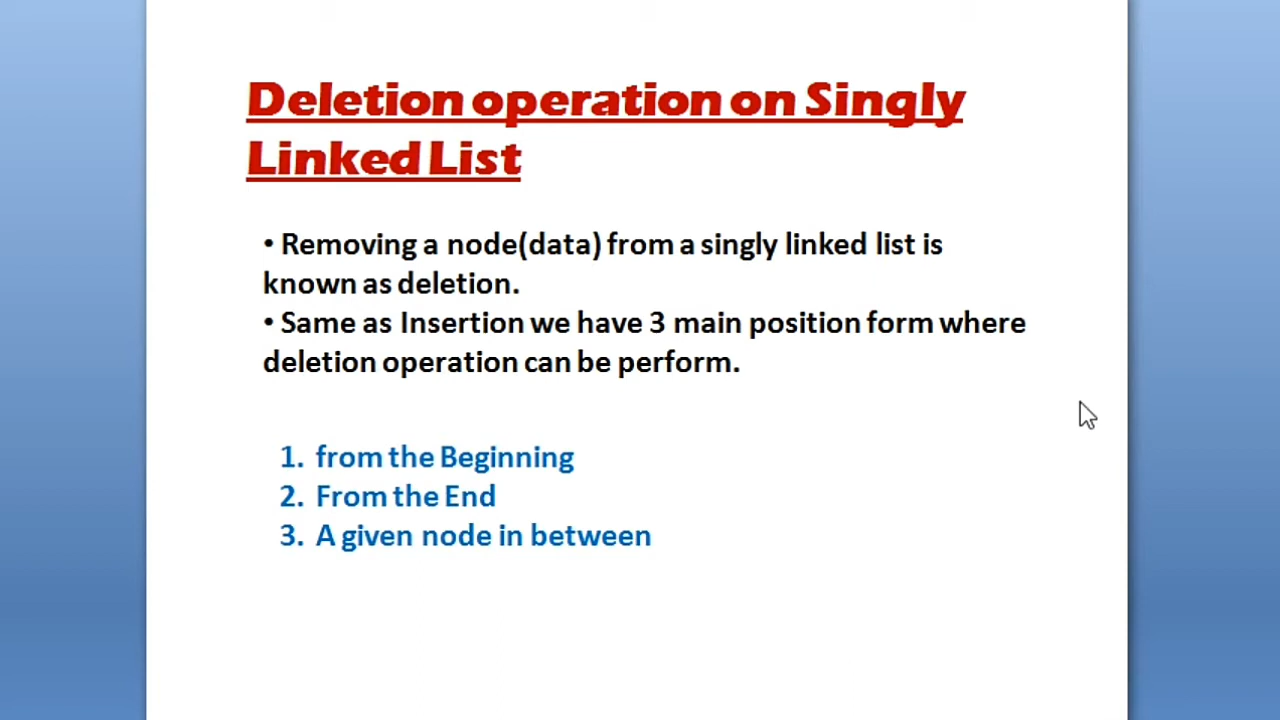 Deletion operation on Singly
Linked List
• Removing a node(data) from a singly linked list is
known as deletion.
• Same as Insertion we have 3 main position form where
deletion operation can be perform.
1. from the Beginning
2. From the End
3. A given node in between